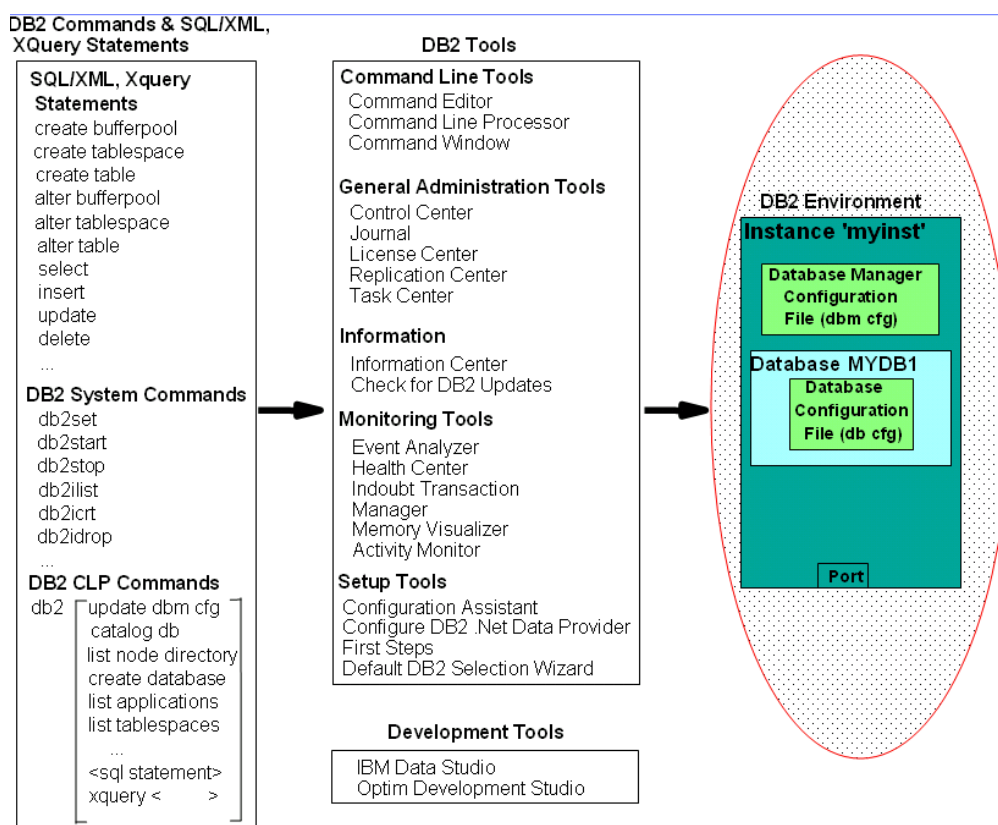 DB2 Commands & SQL/XML,
XQuery Statements
SQL/XML, Xquery
Statements
create bufferpool
create tablespace
create table
alter bufferpool
alter tablespace
alter table
select
insert
update
delete
...
DB2 System Commands
db2set
db2start
db2stop
db2ilist
db2icrt
db2idrop
...
DB2 CLP Commands
db2
update dbm cfg
catalog db
list node directory
create database
list applications
list tablespaces
...
<sql statement>
xquery < >
DB2 Tools
Command Line Tools
Command Editor
Command Line Processor
Command Window
General Administration Tools
Control Center
Journal
License Center
Replication Center
Task Center
Information
Information Center
Check for DB2 Updates
Monitoring Tools
Event Analyzer
Health Center
Indoubt Transaction
Manager
Memory Visualizer
Activity Monitor
Setup Tools
Configuration Assistant
Configure DB2 .Net Data Provider
First Steps
Default DB2 Selection Wizard
Development Tools
IBM Data Studio
Optim Development Studio
DB2 Environment
Instance 'myinst'
Database Manager
Configuration
File (dbm cfg)
Database MYDB1
Database
Configuration
File (db cfg)
Port